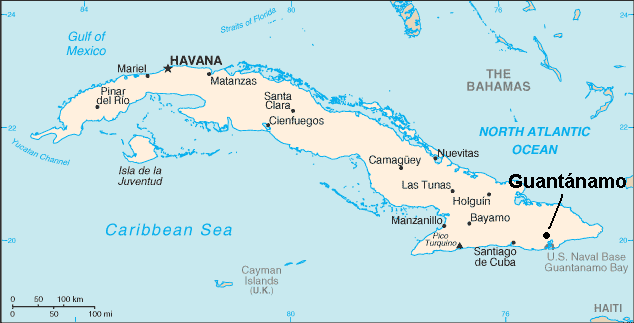 84
80
76
24
24
Straits of Florida
Gulf of
Mexico
HAVANA
Mariel
Matanzas
Pinar
del Río
Santa
Clara
Cienfuegos
THE
BAHAMAS
22
22
NORTH ATLANTIC
OCEAN
Yucatan Channel
Isla de la
Juventud
Nuevitas
Camagüey
Las Tunas
Holguín
Guantánamo
Manzanillo
Bayamo
Pico
Turquino
Caribbean Sea
20
20
Santiago
de Cuba
U.S. Naval Base
Guantanamo Bay
Cayman
Islands
(U.K.)
0 50 100 km
0 50 100 mi
80
76
HAITI